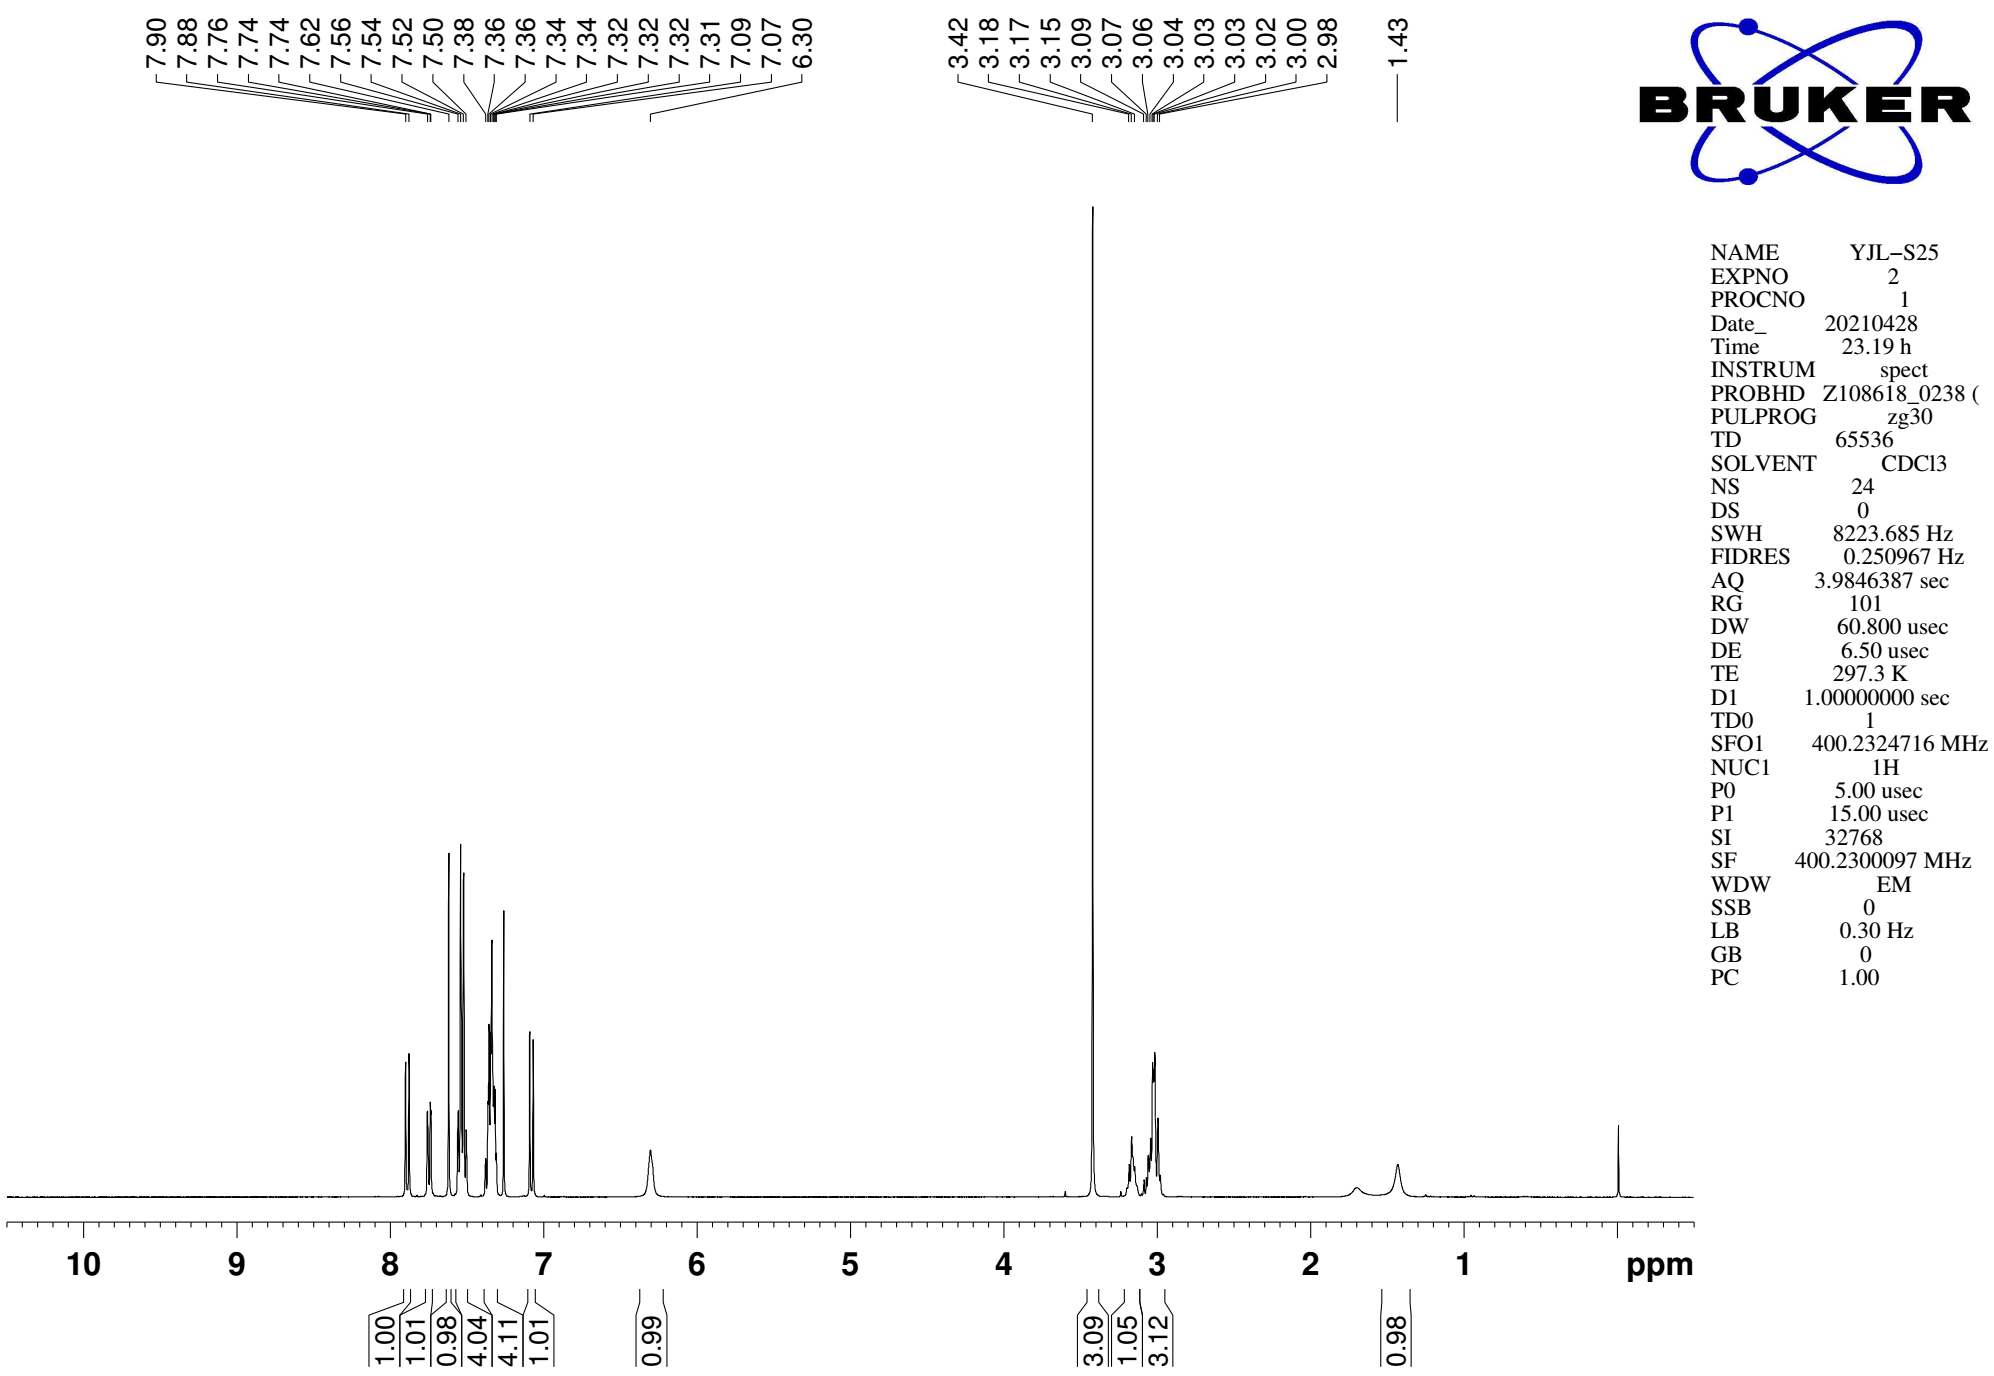 7.90
7.88
7.76
7.74
7.74
7.62
7.56
7.54
7.52
7.50
7.38
7.36
7.36
7.34
7.34
7.32
7.32
7.32
7.31
7.09
7.07
6.30
3.42
3.18
3.17
3.15
3.09
3.07
3.06
3.04
3.03
3.03
3.02
3.00
2.98
1.43
BRUKER
NAME YJL−S25
EXPNO 2
PROCNO 1
Date_ 20210428
Time 23.19 h
INSTRUM spect
PROBHD Z108618_0238 (
PULPROG zg30
TD 65536
SOLVENT CDCl3
NS 24
DS 0
SWH 8223.685 Hz
FIDRES 0.250967 Hz
AQ 3.9846387 sec
RG 101
DW 60.800 usec
DE 6.50 usec
TE 297.3 K
D1 1.00000000 sec
TD0 1
SFO1 400.2324716 MHz
NUC1 1H
P0 5.00 usec
P1 15.00 usec
SI 32768
SF 400.2300097 MHz
WDW EM
SSB 0
LB 0.30 Hz
GB 0
PC 1.00
10 9 8 7 6 5 4 3 2 1 ppm
1.00
1.01
0.98
4.04
4.11
1.01
0.99
3.09
1.05
3.12
0.98